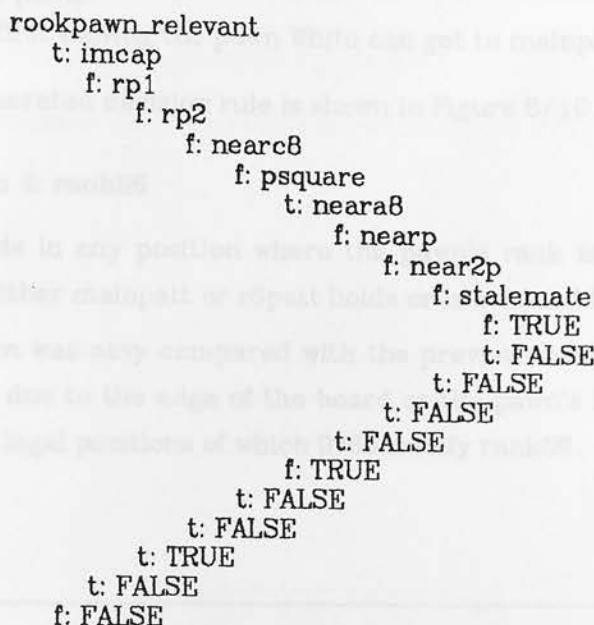 rookpawn_relevant
t: imcap
f: rp1
f: rp2
f: nearc8
f: psquare
t: neara8
f: nearp
f: near2p
f: stalemate
f: TRUE
t: FALSE
t: FALSE
t: FALSE
t: FALSE
f: TRUE
t: FALSE
t: FALSE
t: TRUE
t: FALSE
f: FALSE